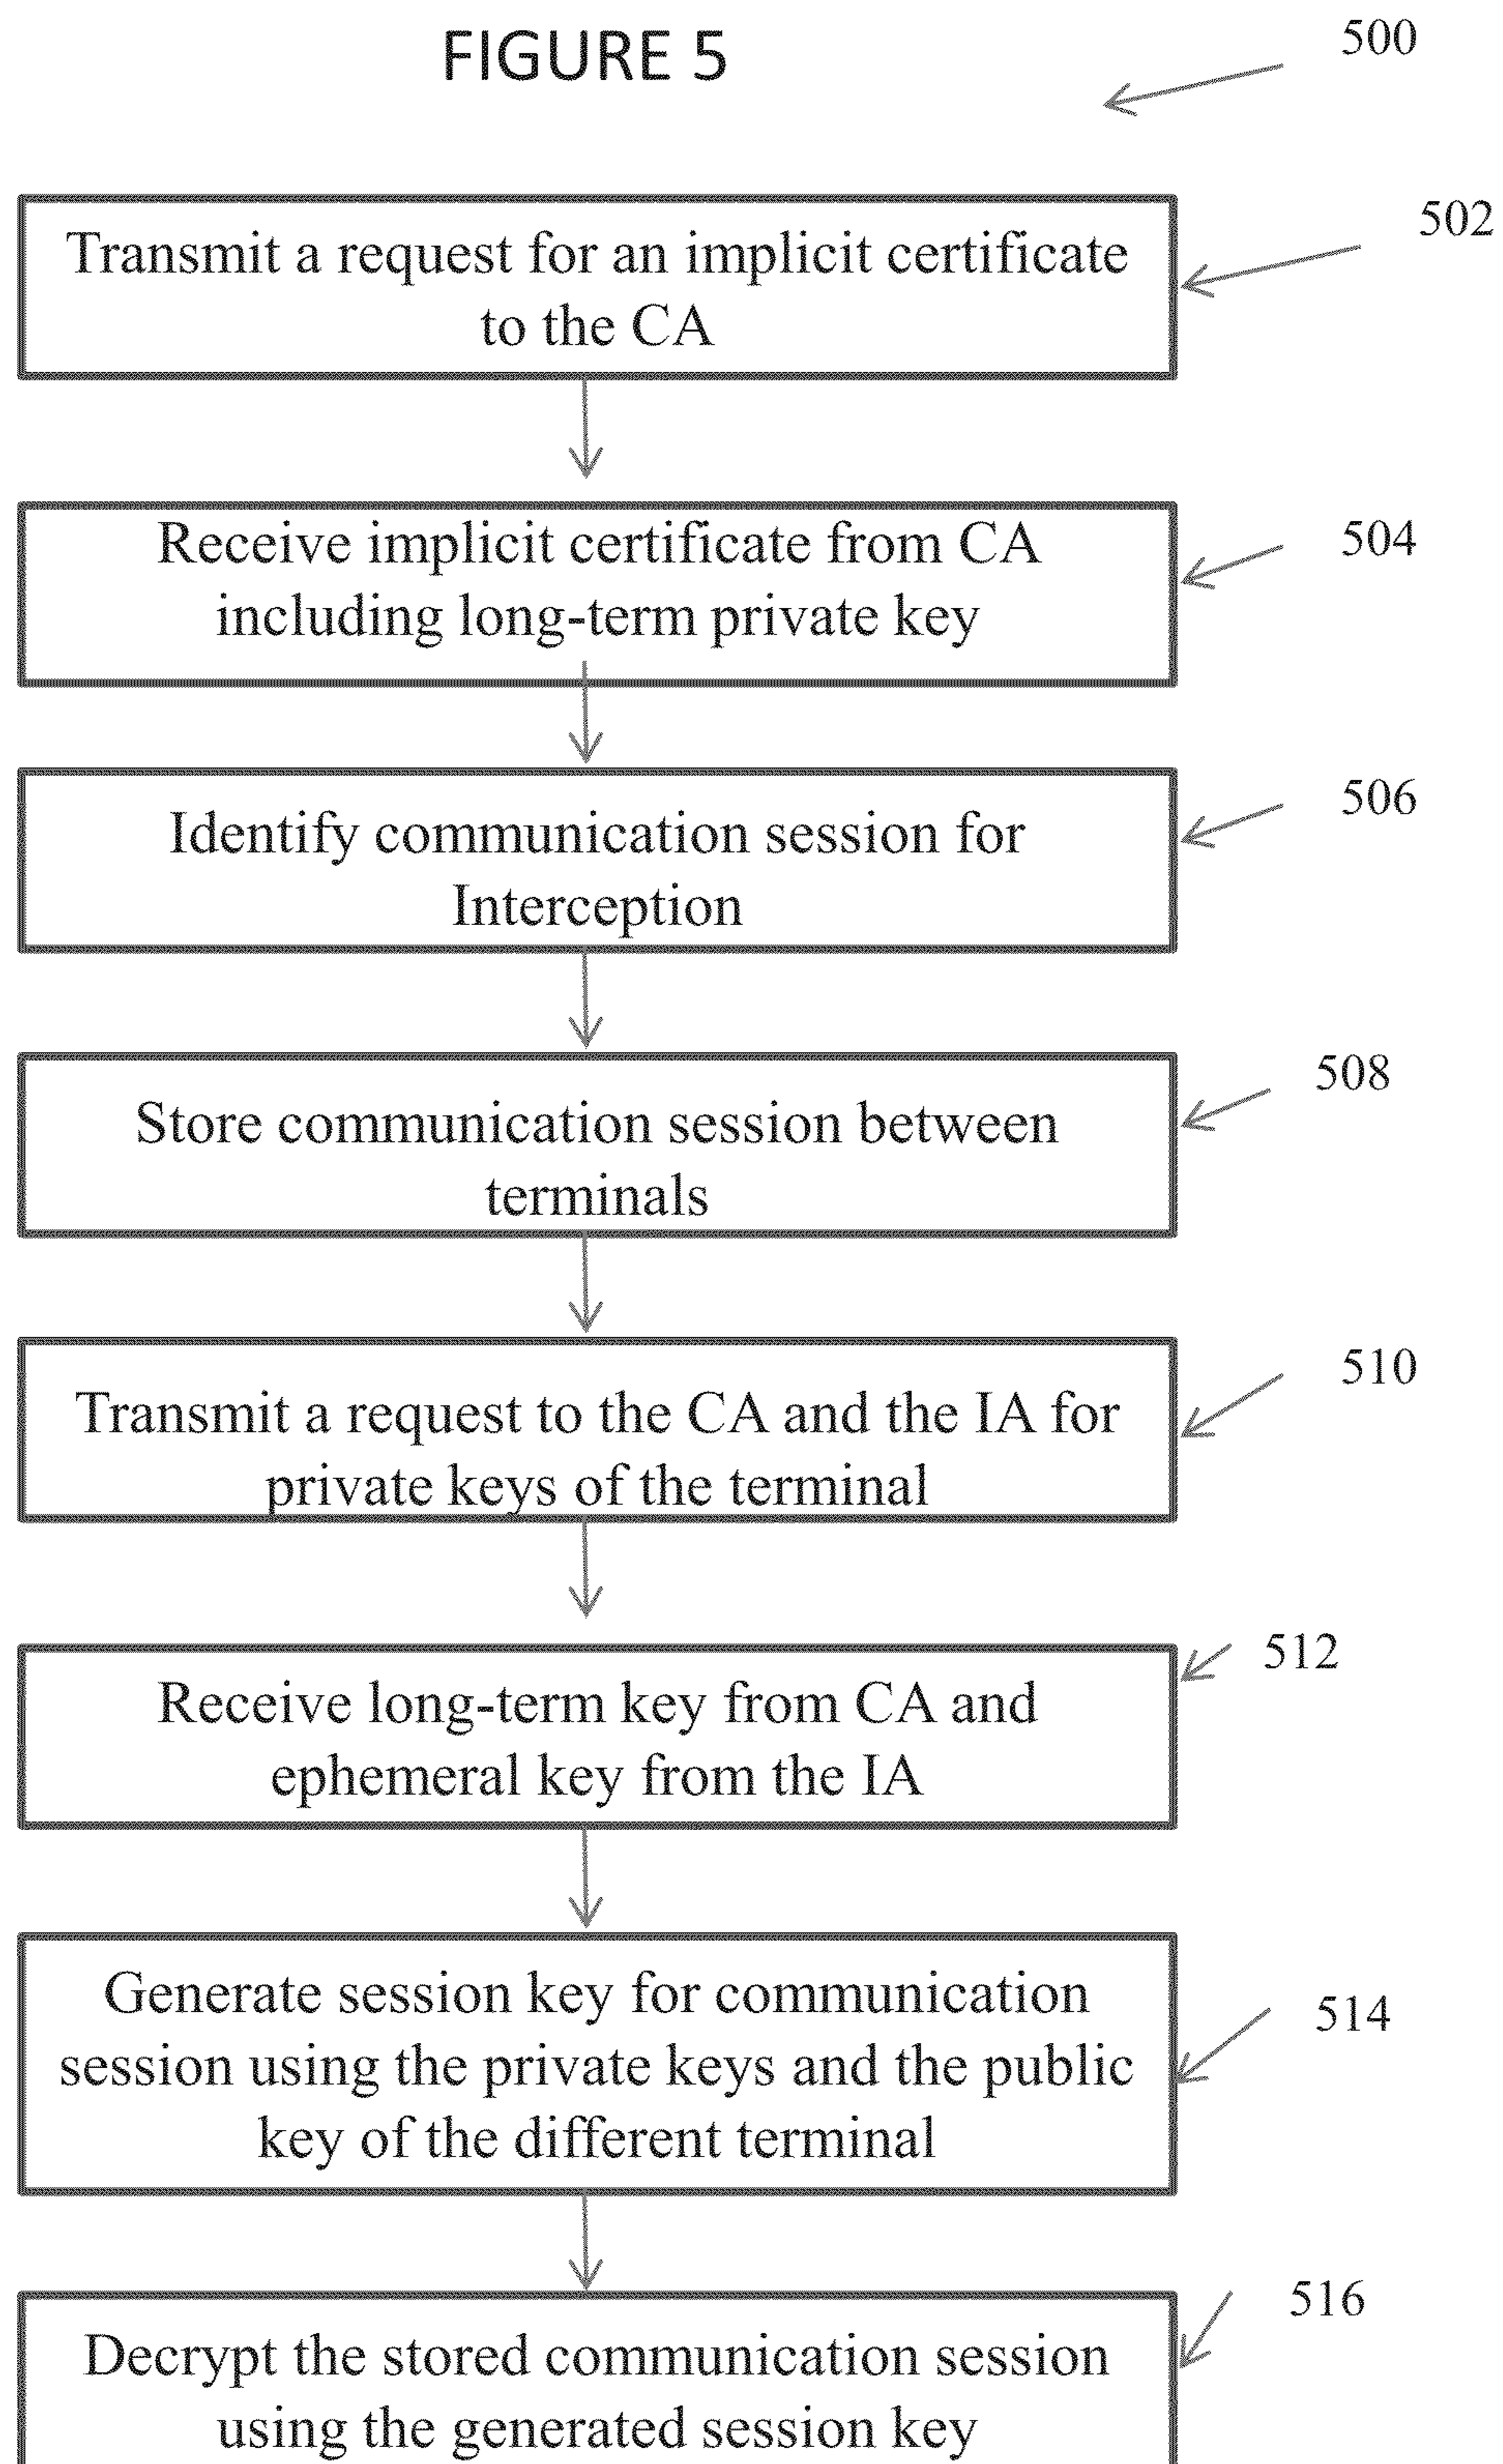 FIGURE 5
500
502
Transmit a request for an implicit certificate
to the CA
504
Receive implicit certificate from CA
including long-term private key
506
Identify communication session for
Interception
508
Store communication session between
terminals
510
Transmit a request to the CA and the IA for
private keys of the terminal
512
Receive long-term key from CA and
ephemeral key from the IA
514
Generate session key for communication
session using the private keys and the public
key of the different terminal
516
Decrypt the stored communication session
using the generated session key